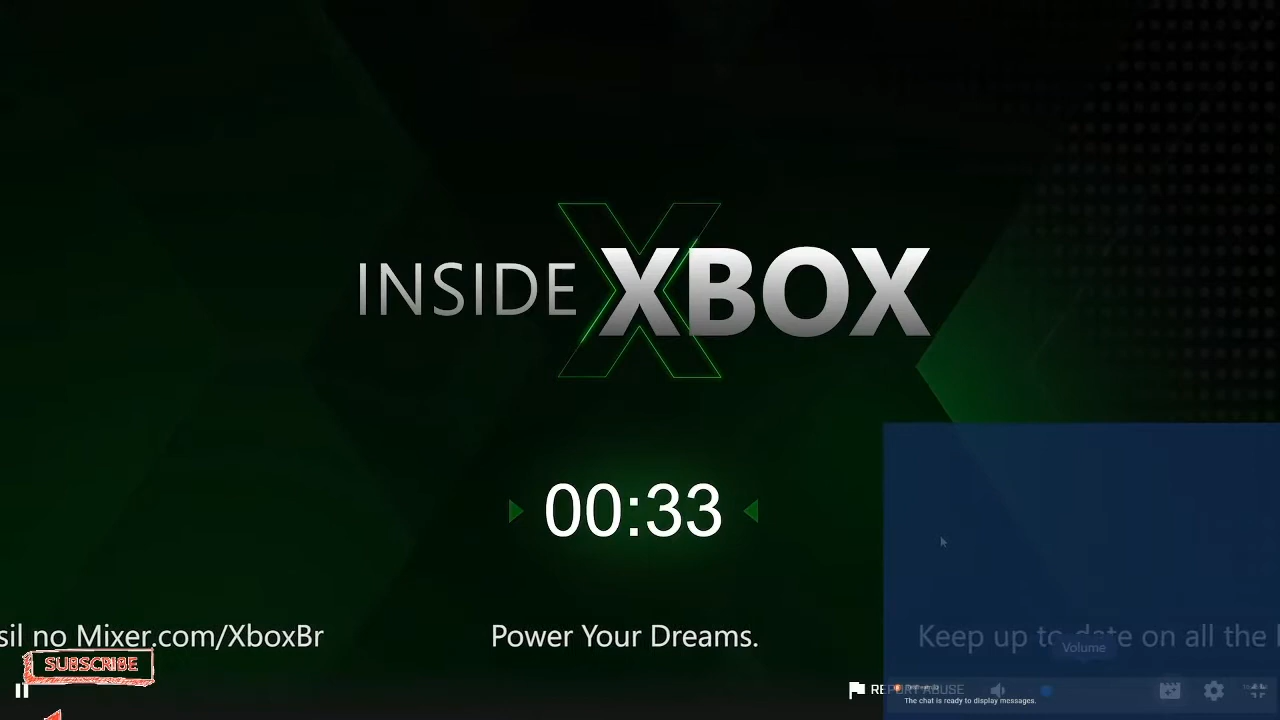 INSIDE XBOX
00:33
sil no Mixer.com/XboxBr
Power Your Dreams.
Keep up to date on all the
SUBSCRIBE
Volume
REPORT ABUSE
The chat is ready to display messages.